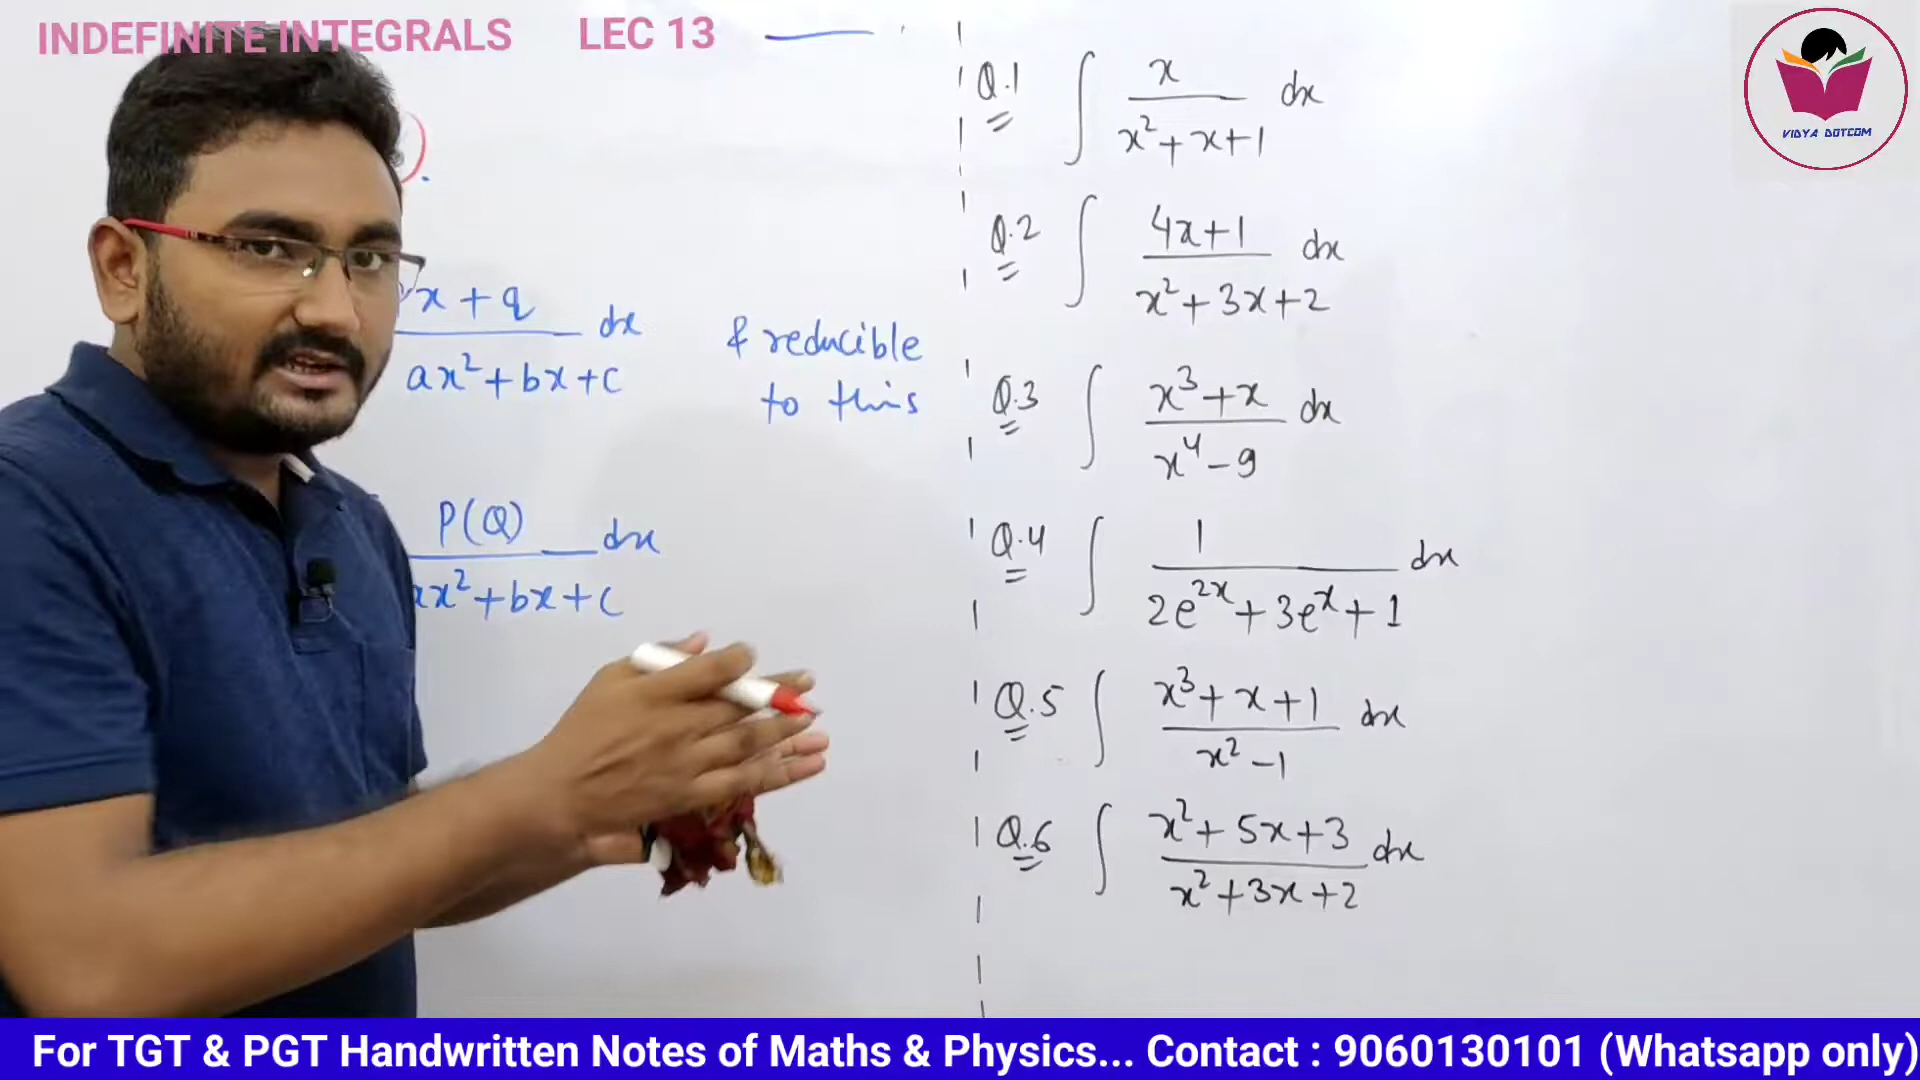 INDEFINITE INTEGRALS LEC 13
x + q
dx
ax² + bx + c
& reducible
to this
P(Q)
dx
ax² + bx + c
Q.1 ∫ x / (x² + x + 1) dx
Q.2 ∫ (4x + 1) / (x² + 3x + 2) dx
Q.3 ∫ (x³ + x) / (x⁴ - 9) dx
Q.4 ∫ 1 / (2e²ˣ + 3eˣ + 1) dx
Q.5 ∫ (x³ + x + 1) / (x² - 1) dx
Q.6 ∫ (x² + 5x + 3) / (x² + 3x + 2) dx
VIDYA DOTCOM
For TGT & PGT Handwritten Notes of Maths & Physics... Contact : 9060130101 (Whatsapp only)